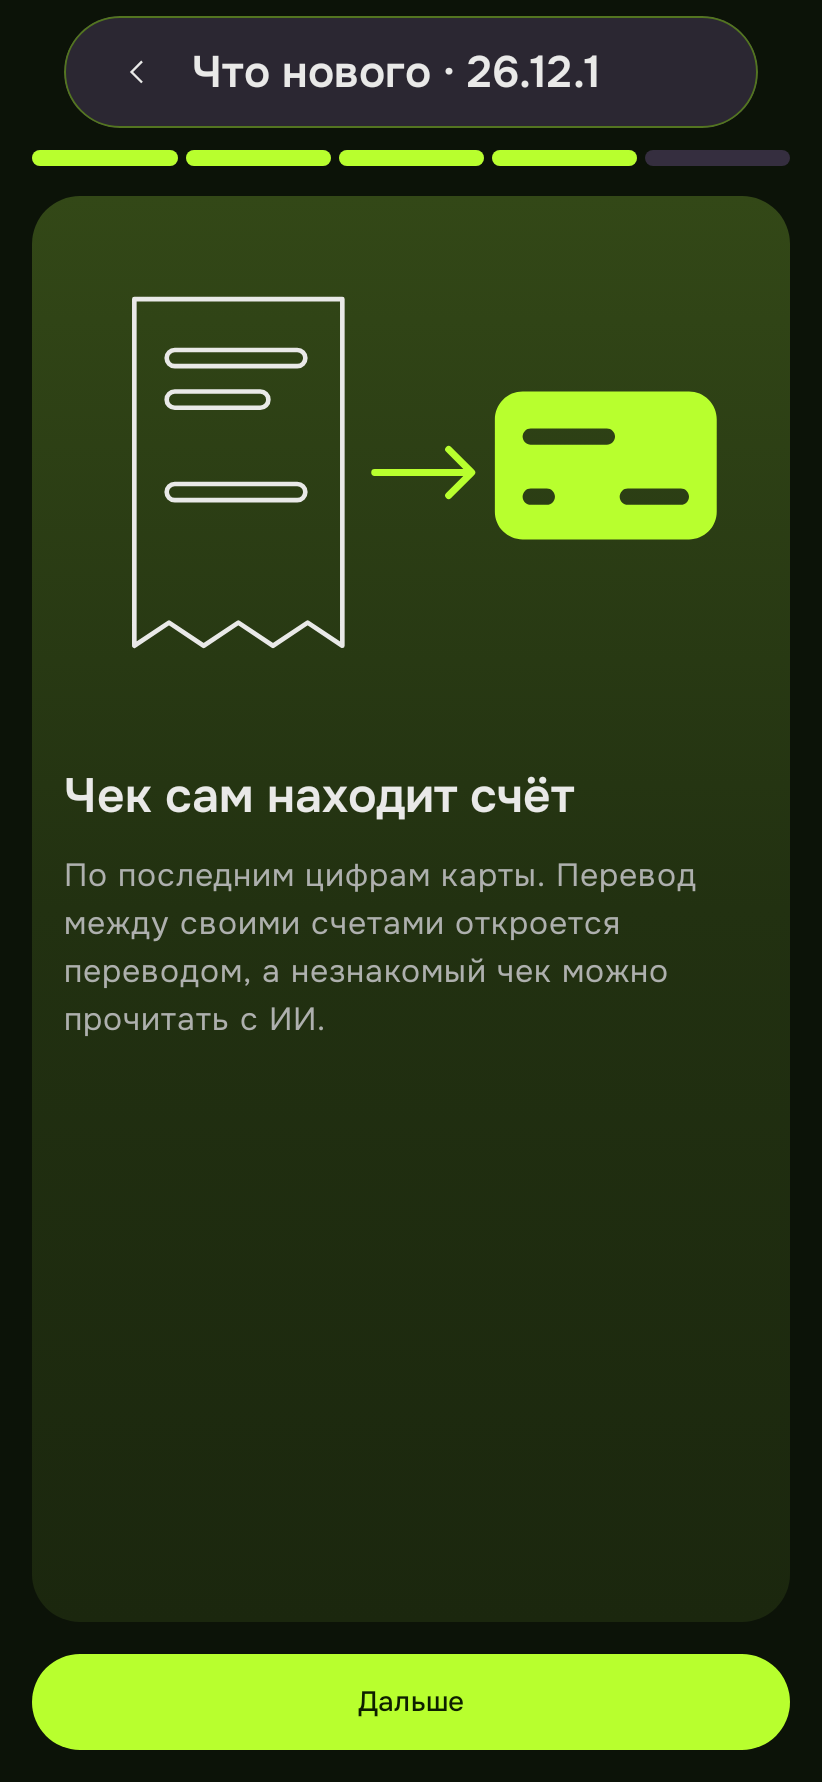 Что нового · 26.12.1
Чек сам находит счёт
По последним цифрам карты. Перевод
между своими счетами откроется
переводом, а незнакомый чек можно
прочитать с ИИ.
Дальше